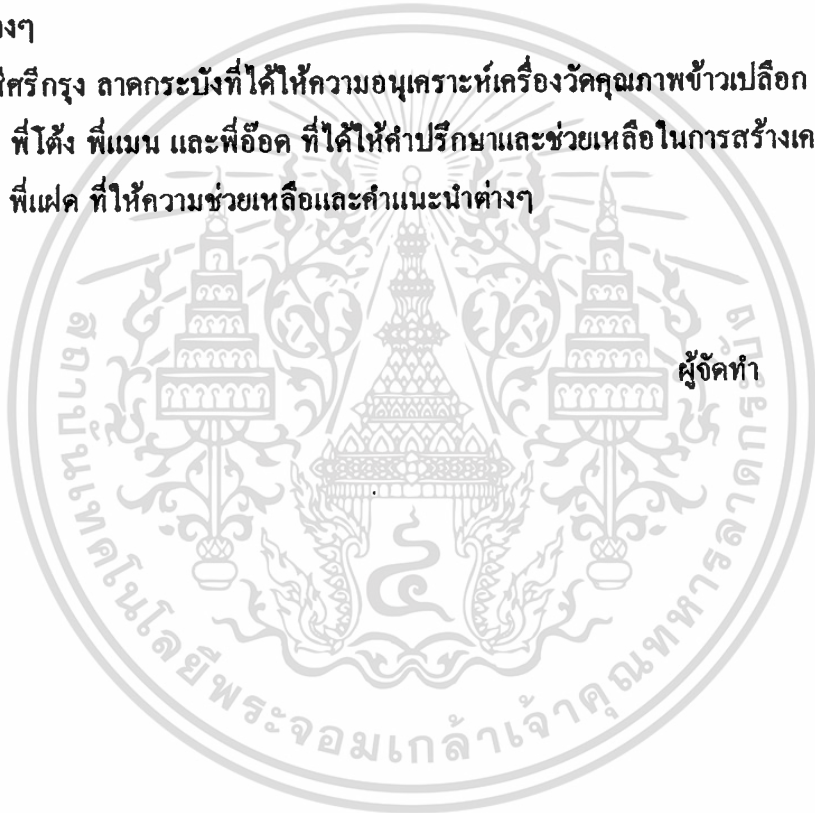 ศรีกรุง ลาดกระบังที่ได้ให้ความอนุเคราะห์เครื่องวัดคุณภาพข้าวเปลือก
พี่โต้ง พี่แมน และพี่อ๊อด ที่ได้ให้คำปรึกษาและช่วยเหลือในการสร้าง
พี่แฝด ที่ให้ความช่วยเหลือและคำแนะนำต่างๆ
ผู้จัดทำ
สถาบันเทคโนโลยีพระจอมเกล้าเจ้าคุณทหารลาดกระบัง